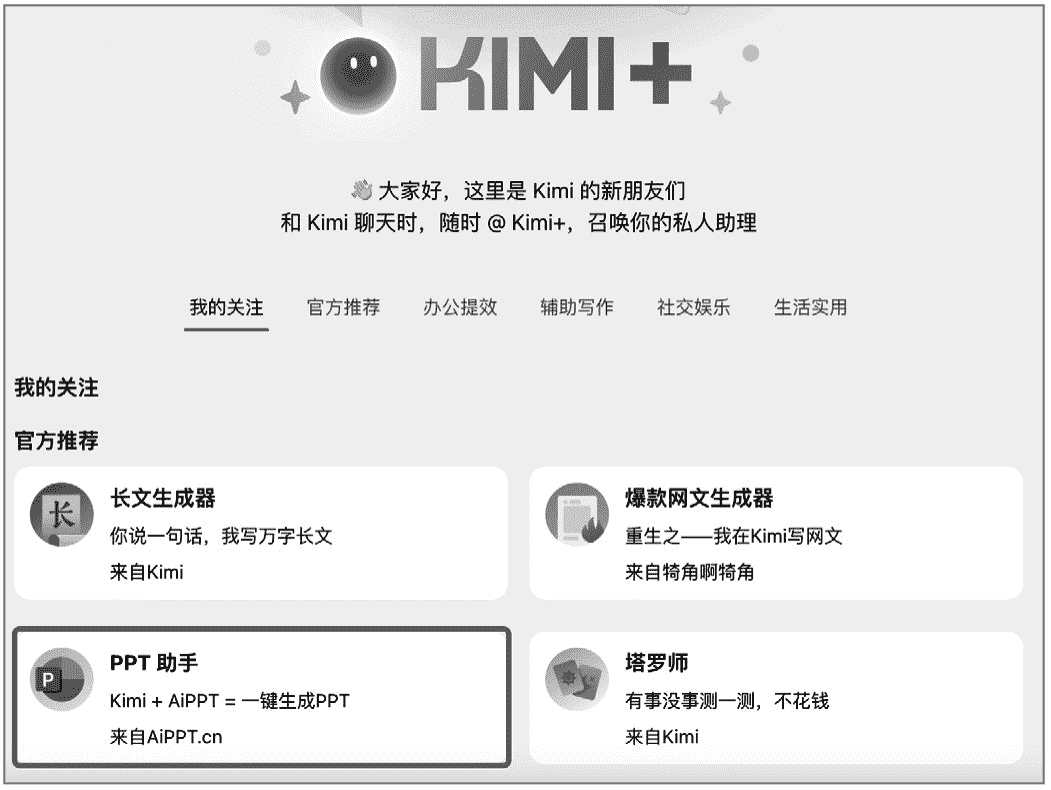 KIMI+
👋 大家好，这里是 Kimi 的新朋友们
和 Kimi 聊天时，随时 @ Kimi+，召唤你的私人助理
我的关注 官方推荐 办公提效 辅助写作 社交娱乐 生活实用
我的关注
官方推荐
长
长文生成器
你说一句话，我写万字长文
来自Kimi
爆款网文生成器
重生之——我在Kimi写网文
来自犄角啊犄角
P
PPT 助手
Kimi + AiPPT = 一键生成PPT
来自AiPPT.cn
塔罗师
有事没事测一测，不花钱
来自Kimi